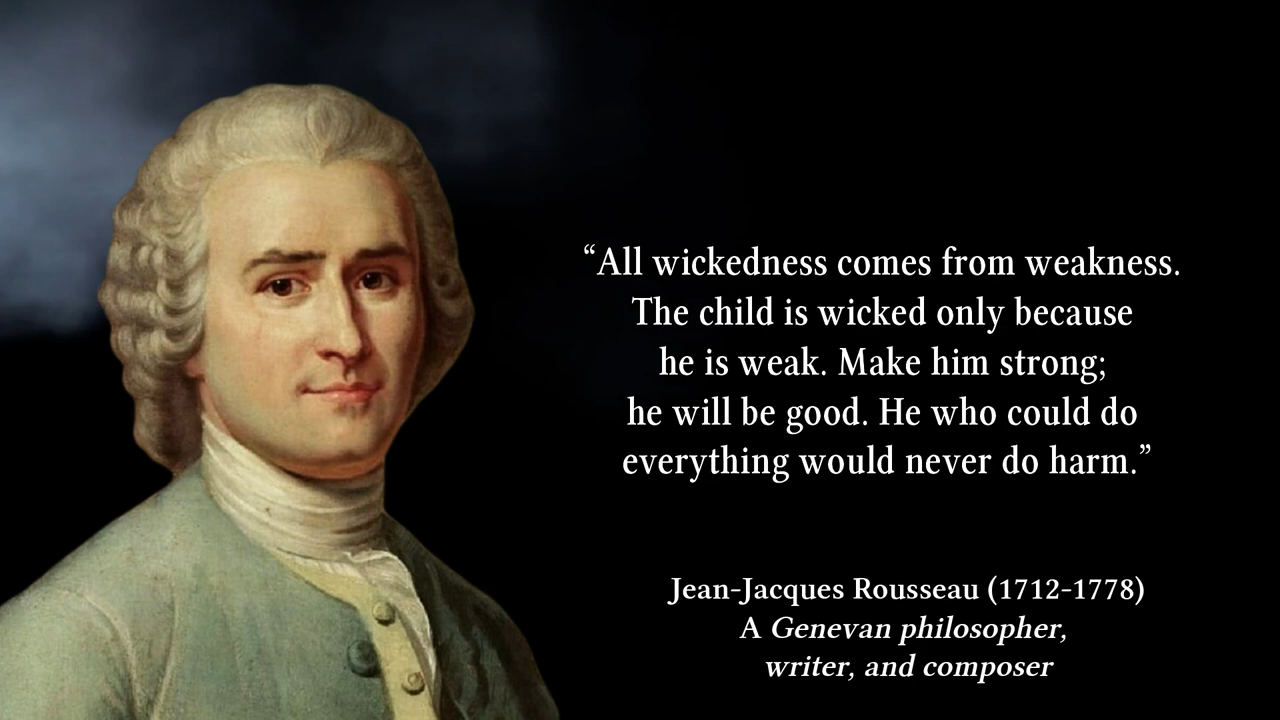 “All wickedness comes from weakness.
The child is wicked only because
he is weak. Make him strong;
he will be good. He who could do
everything would never do harm.”
Jean-Jacques Rousseau (1712-1778)
A Genevan philosopher,
writer, and composer